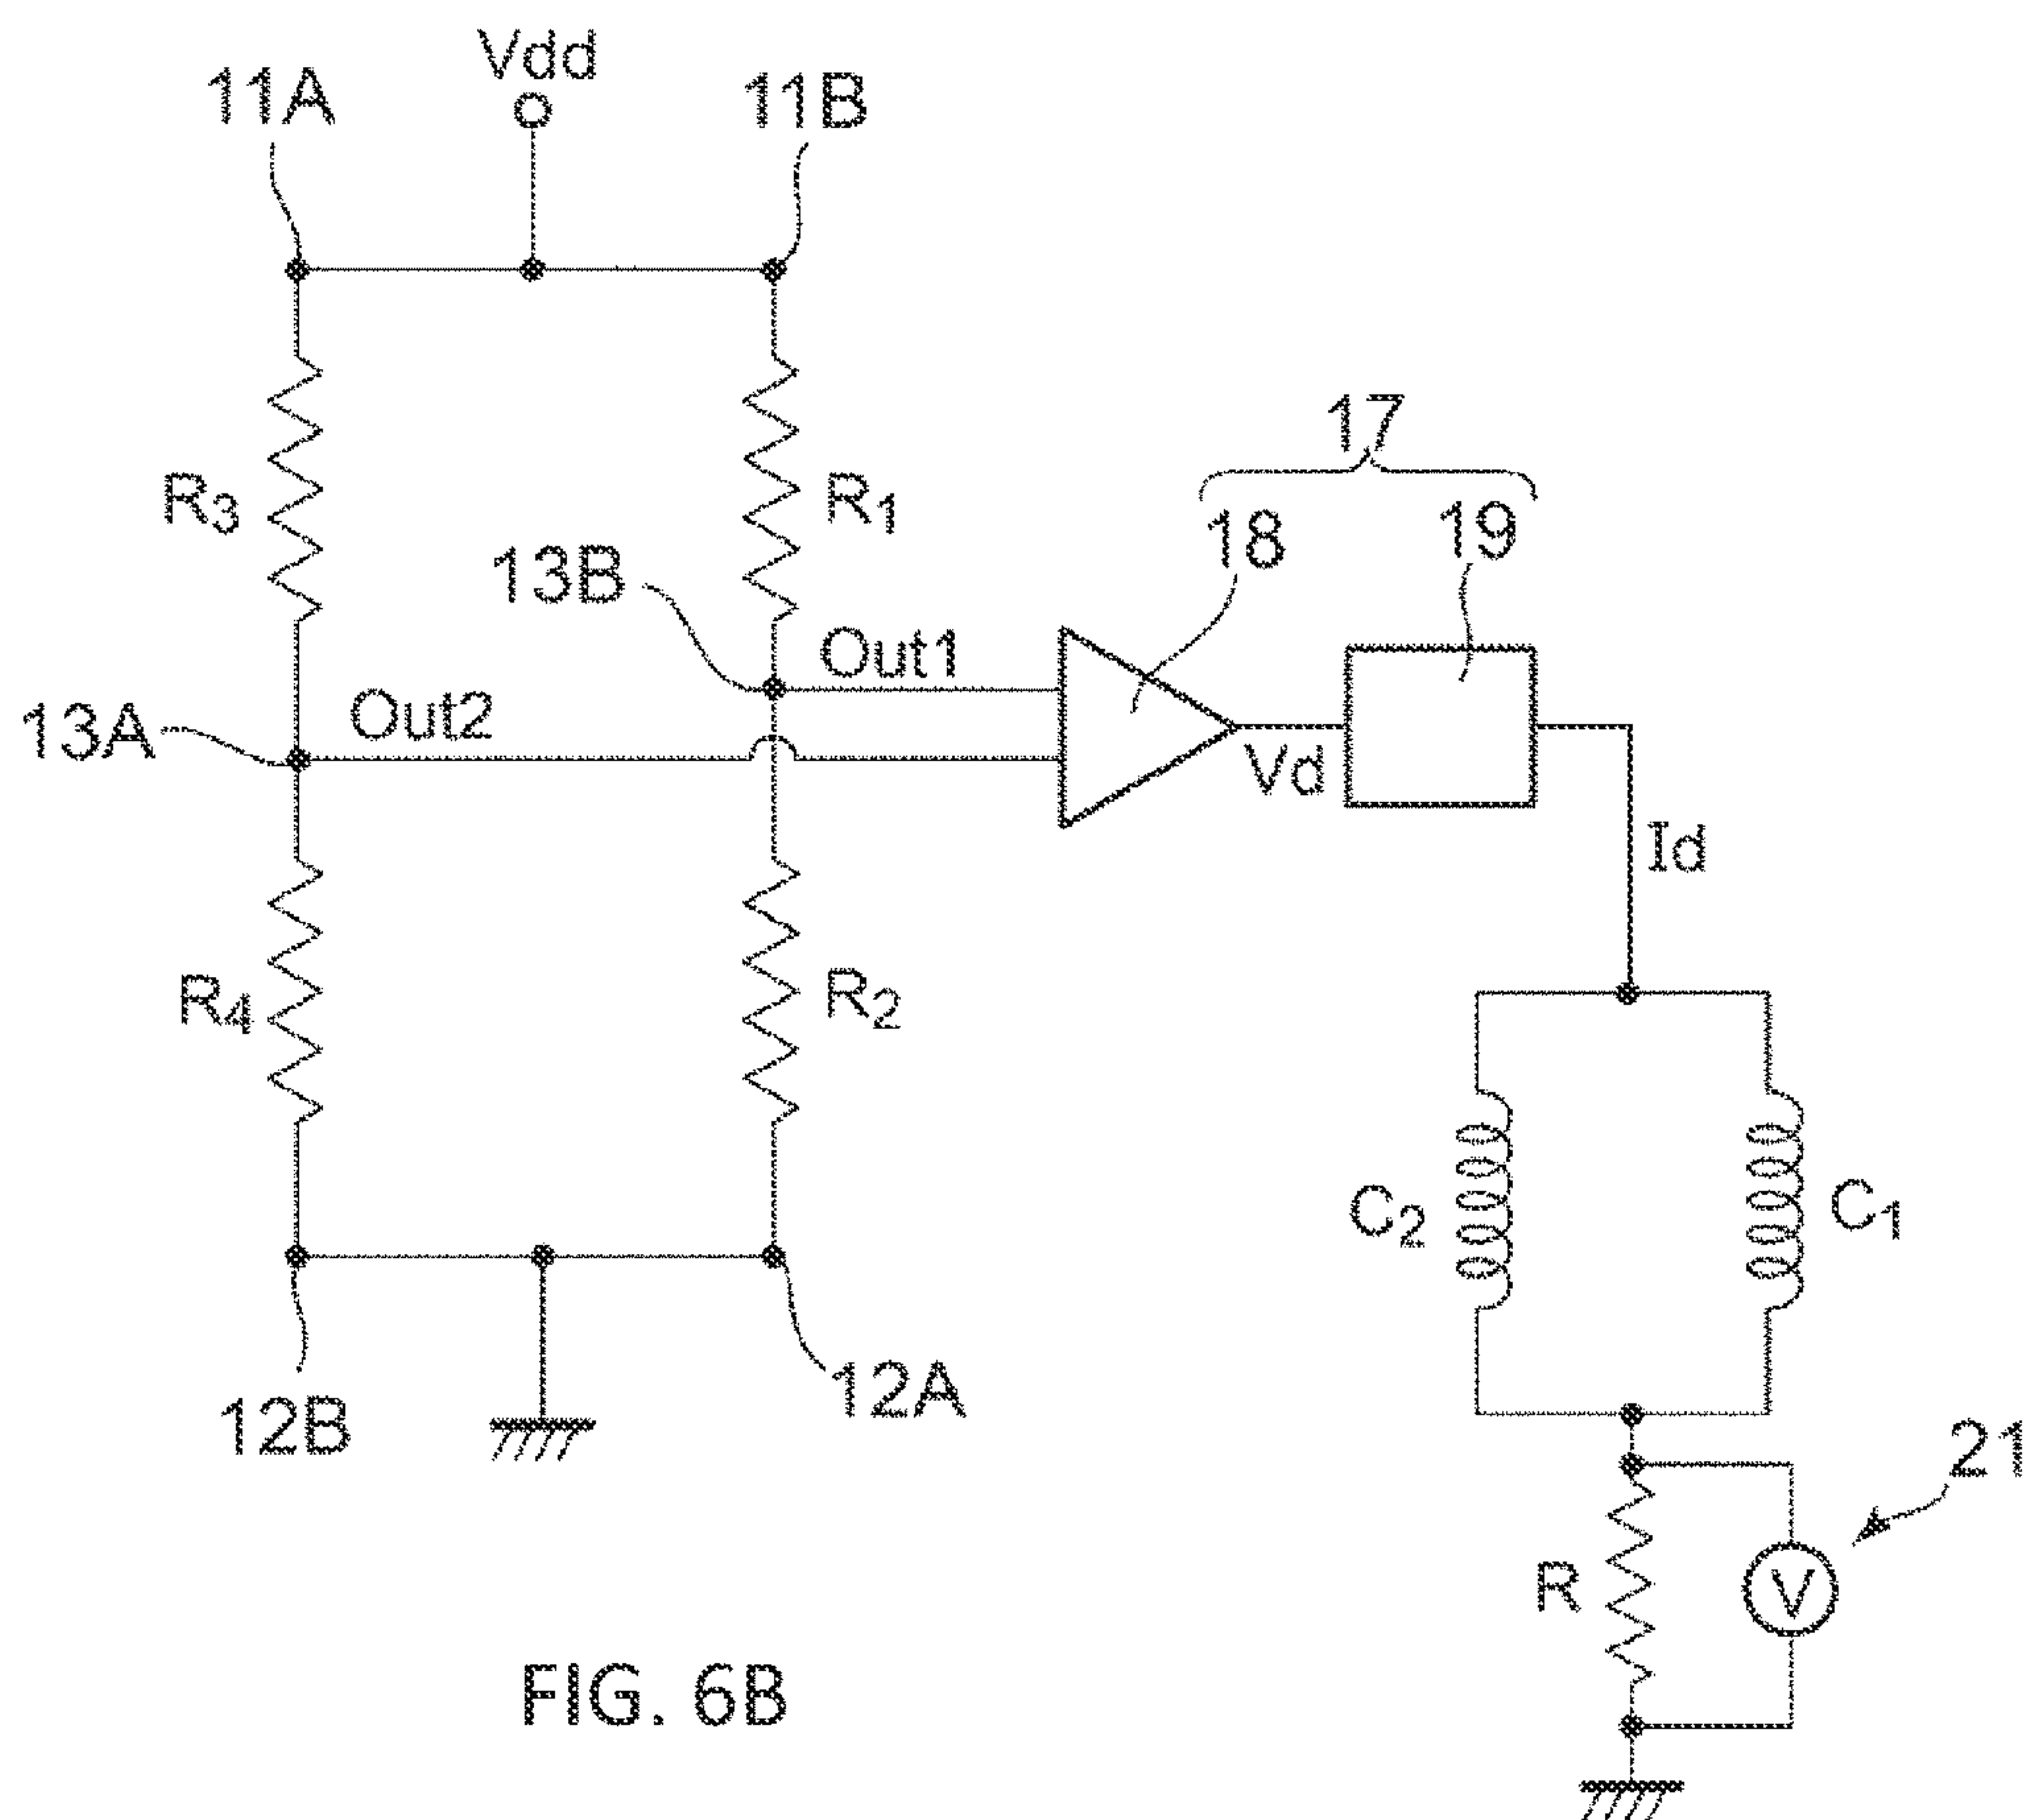 Vdd
11A
11B
17
R3
R1
18
19
13B
Out1
Out2
13A
Vd
Id
R4
R2
C2
C1
12A
12B
21
R
V
FIG. 6B